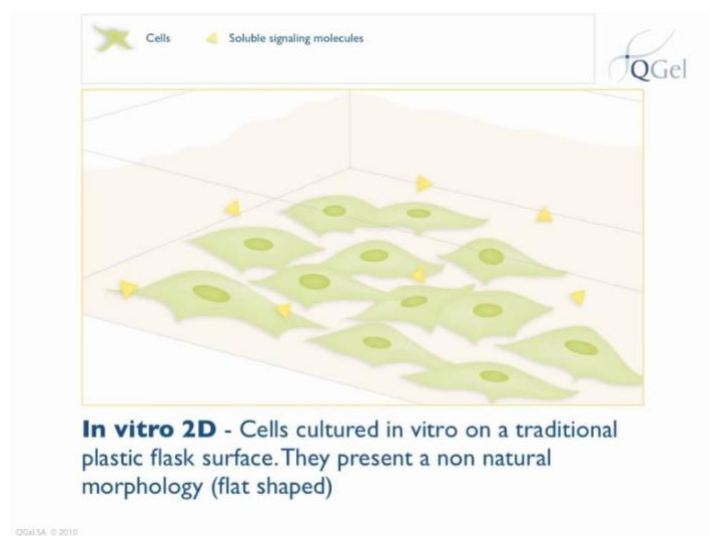 Cells
Soluble signaling molecules
QGel
In vitro 2D - Cells cultured in vitro on a traditional
plastic flask surface. They present a non natural
morphology (flat shaped)
QGel SA © 2010